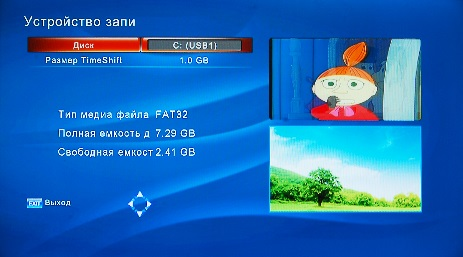 Устройство запи
Диск C: (USB1)
Размер TimeShift 1.0 GB
Тип медиа файла FAT32
Полная емкость д 7.29 GB
Свободная емкост 2.41 GB
EXIT Выход